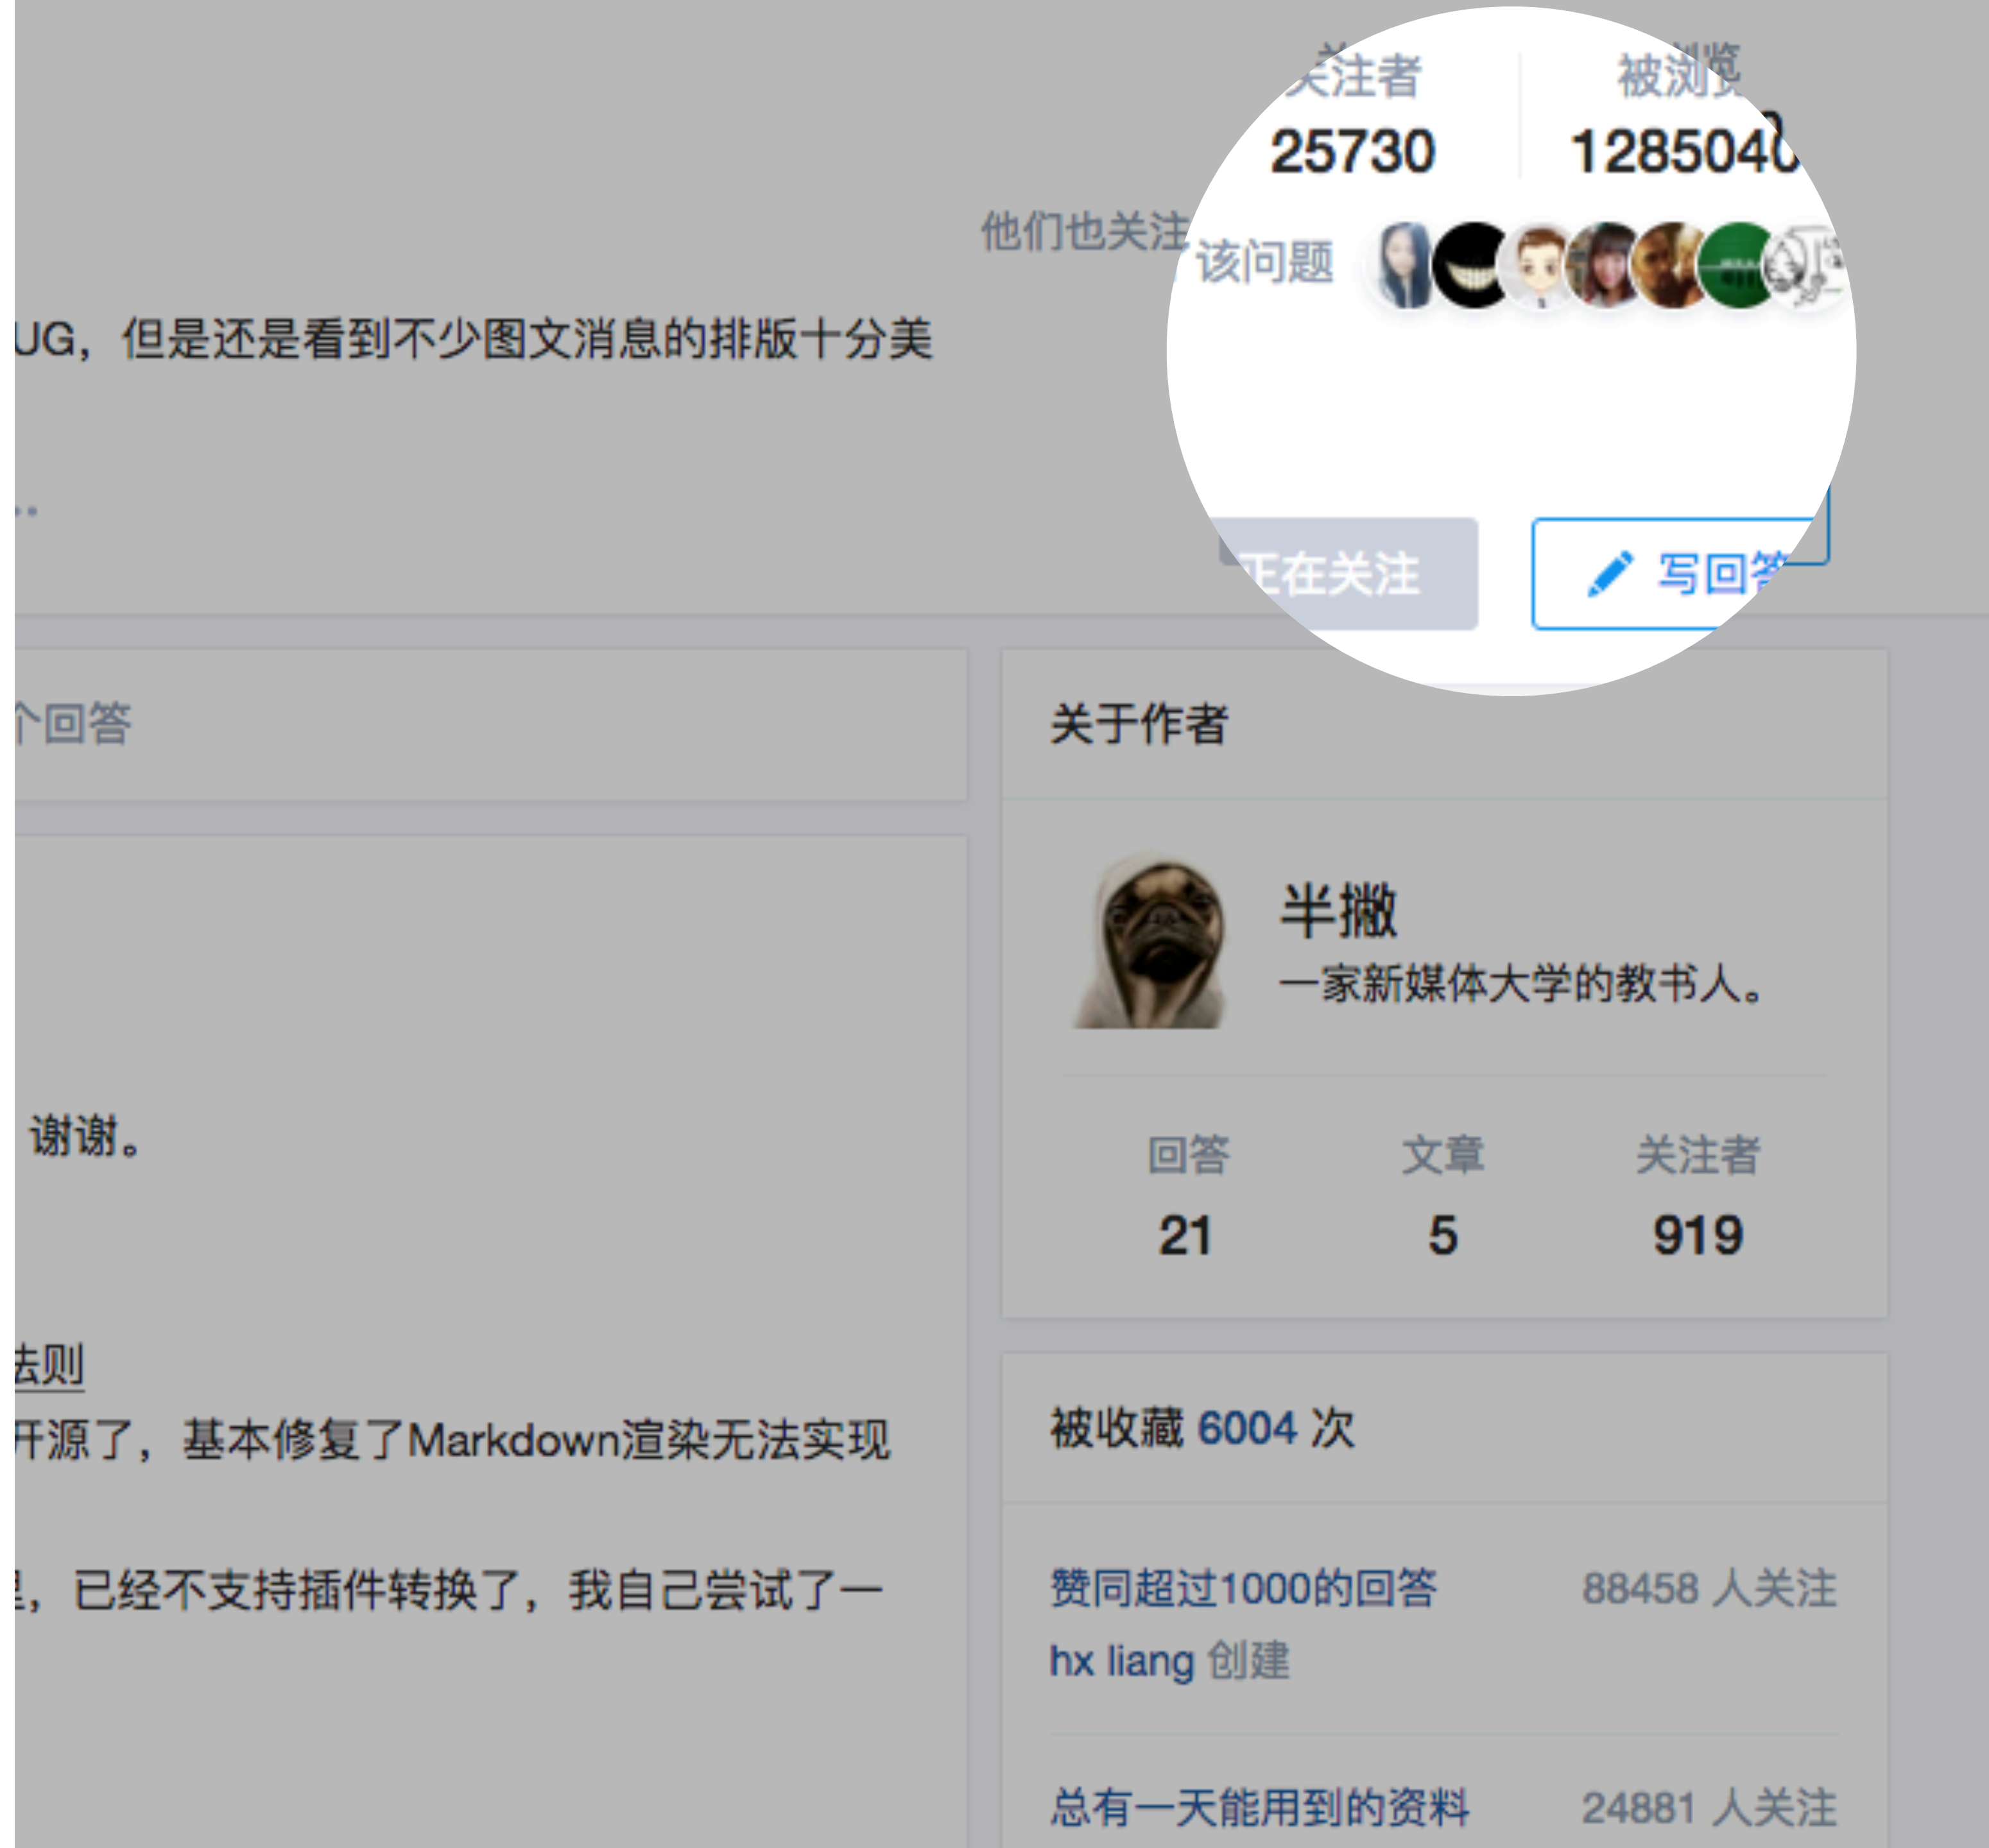 关注者 被浏览
25730 1285040
他们也关注该问题
UG，但是还是看到不少图文消息的排版十分美
..
正在关注 写回答
个回答
关于作者
半撇
一家新媒体大学的教书人。
谢谢。
回答 文章 关注者
21 5 919
法则
开源了，基本修复了Markdown渲染无法实现
被收藏 6004 次
，已经不支持插件转换了，我自己尝试了一
赞同超过1000的回答 88458 人关注
hx liang 创建
总有一天能用到的资料 24881 人关注